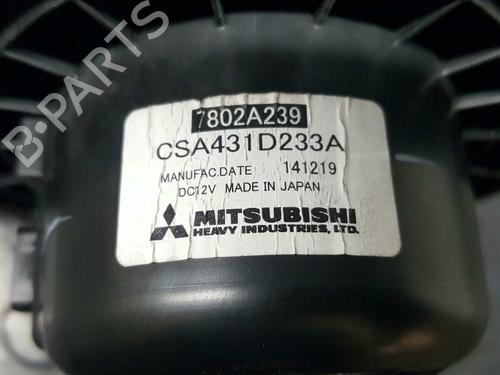 7802A239
CSA431D233A
MANUFAC.DATE 141219
DC12V MADE IN JAPAN
MITSUBISHI
HEAVY INDUSTRIES, LTD.
B-PARTS